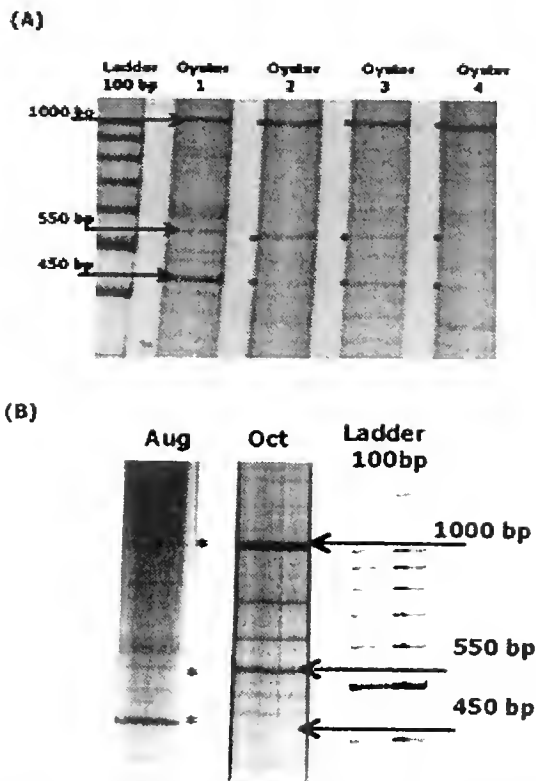 (A)
Ladder Oyster Oyster Oyster Oyster
100 bp 1 2 3 4
1000 bp
550 bp
450 bp
(B)
Aug Oct Ladder
100bp
1000 bp
550 bp
450 bp